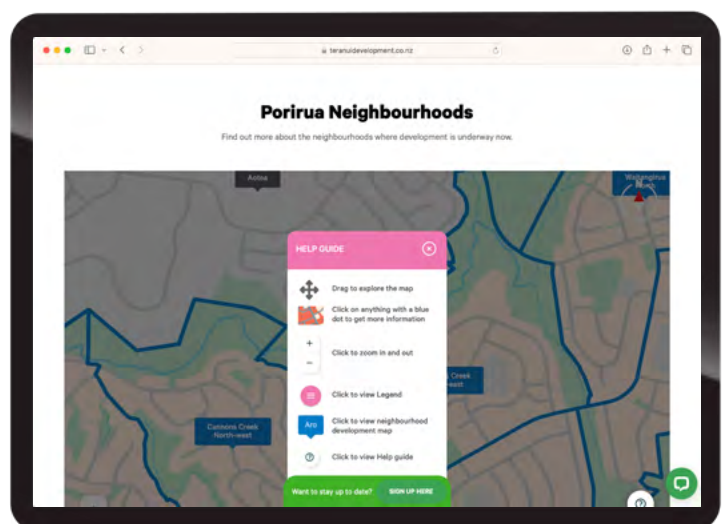 teranuidevelopment.co.nz
Porirua Neighbourhoods
Find out more about the neighbourhoods where development is underway now.
Aotea
Waitangirua
North
N
HELP GUIDE
Drag to explore the map
Click on anything with a blue
dot to get more information
+
−
Click to zoom in and out
Click to view Legend
Creek
-east
Cannons Creek
North-west
Aro
Click to view neighbourhood
development map
?
Click to view Help guide
Want to stay up to date?
SIGN UP HERE
?